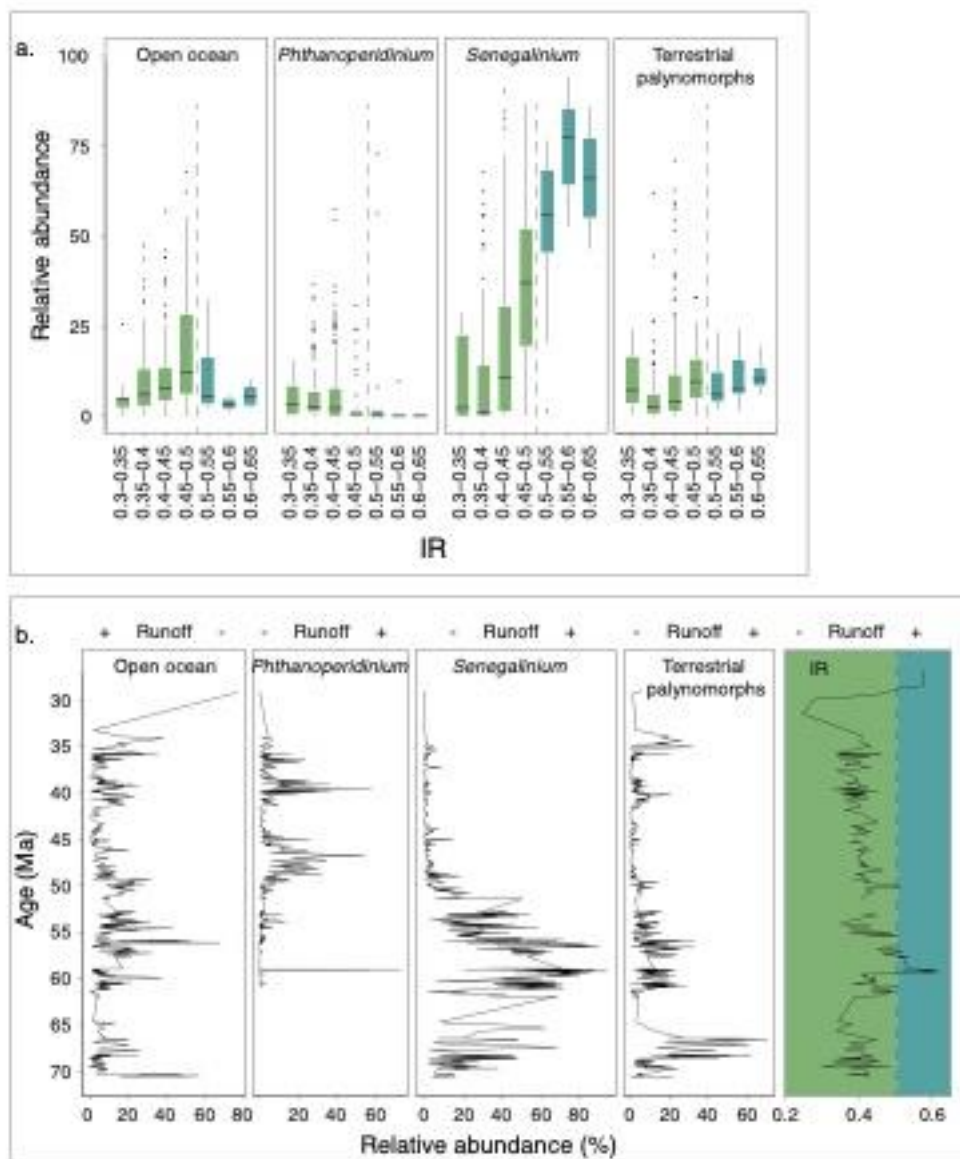 a.
Open ocean
Phthanoperidinium
Senegalinium
Terrestrial
palynomorphs
Relative abundance
100
75
50
25
0
0.3-0.35
0.35-0.4
0.4-0.45
0.45-0.5
0.5-0.55
0.55-0.6
0.6-0.65
0.3-0.35
0.35-0.4
0.4-0.45
0.45-0.5
0.5-0.55
0.55-0.6
0.6-0.65
0.3-0.35
0.35-0.4
0.4-0.45
0.45-0.5
0.5-0.55
0.55-0.6
0.6-0.65
0.3-0.35
0.35-0.4
0.4-0.45
0.45-0.5
0.5-0.55
0.55-0.6
0.6-0.65
IR
b.
+ Runoff -
- Runoff +
- Runoff +
- Runoff +
- Runoff +
Open ocean
Phthanoperidinium
Senegalinium
Terrestrial
palynomorphs
IR
Age (Ma)
30
35
40
45
50
55
60
65
70
0 20 40 60 80
0 20 40 60
0 20 40 60 80
0 20 40 60
0.2 0.4 0.6
Relative abundance (%)